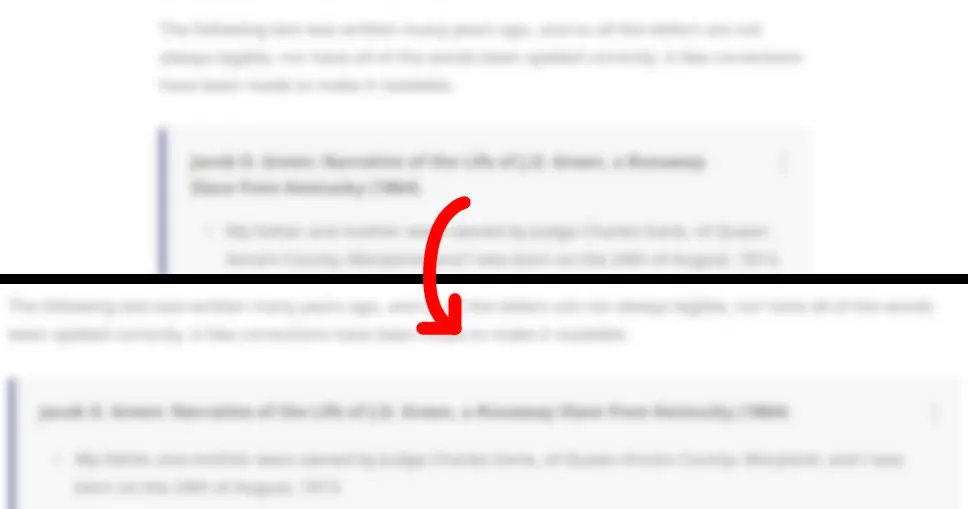 The following text was written many years ago, and so all the letters are not
always legible, nor have all of the words been spelled correctly. A few corrections
have been made to make it readable.
Jacob D. Green: Narrative of the Life of J.D. Green, a Runaway
Slave from Kentucky (1864)
My father and mother were owned by Judge Charles Earle, of Queen
Anne's County, Maryland, and I was born on the 24th of August, 1813.
The following text was written many years ago, and the letters are not always legible, nor have all of the words
been spelled correctly. A few corrections have been to make it readable.
Jacob D. Green: Narrative of the Life of J.D. Green, a Runaway Slave from Kentucky (1864)
My father and mother were owned by Judge Charles Earle, of Queen Anne's County, Maryland, and I was
born on the 24th of August, 1813.